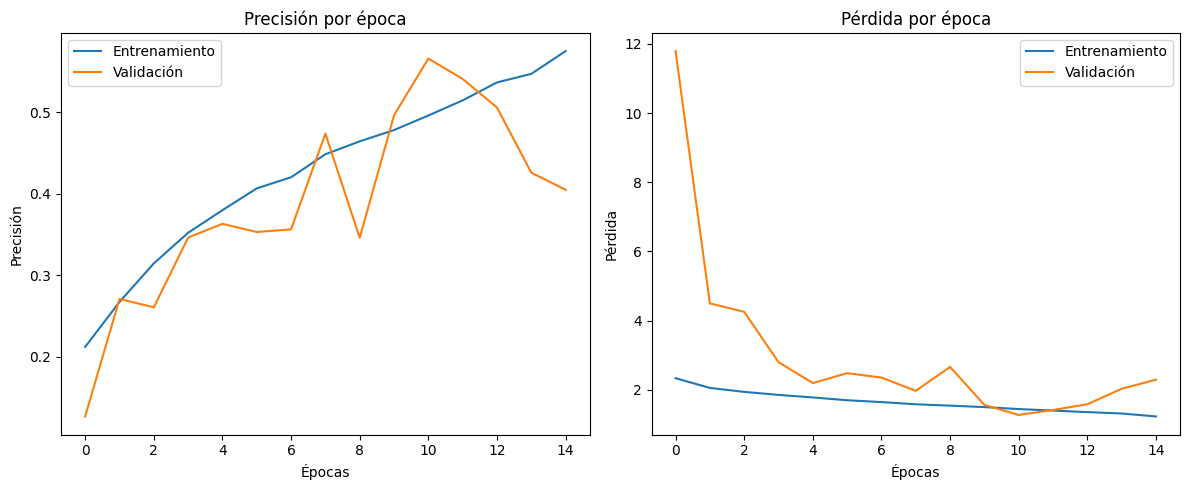 Precisión por época
Entrenamiento
Validación
0.5
0.4
0.3
0.2
Precisión
0 2 4 6 8 10 12 14
Épocas
Pérdida por época
Entrenamiento
Validación
12
10
8
6
4
2
Pérdida
0 2 4 6 8 10 12 14
Épocas